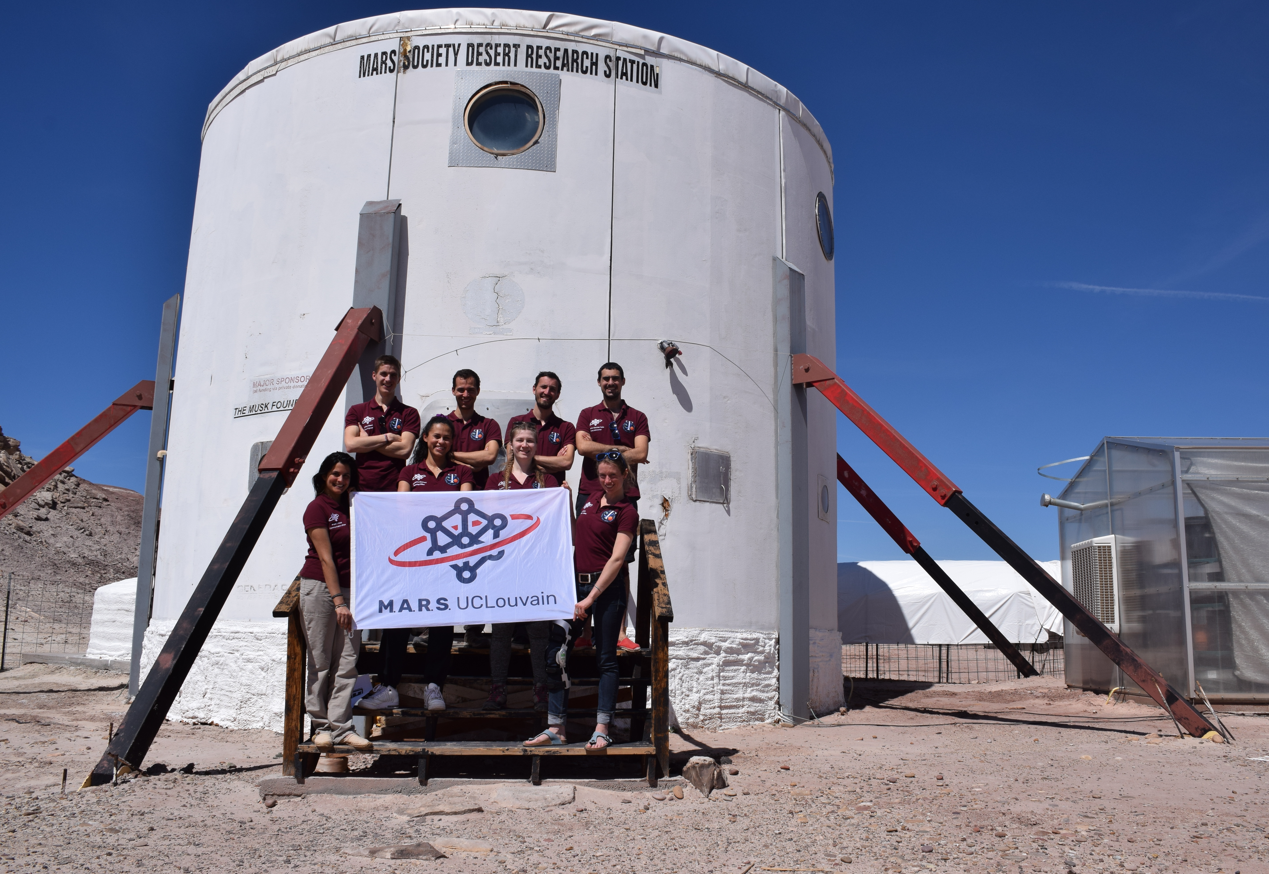 MARS SOCIETY DESERT RESEARCH STATION
MAJOR SPONSOR
THE MUSK FOUN
M.A.R.S. UCLouvain